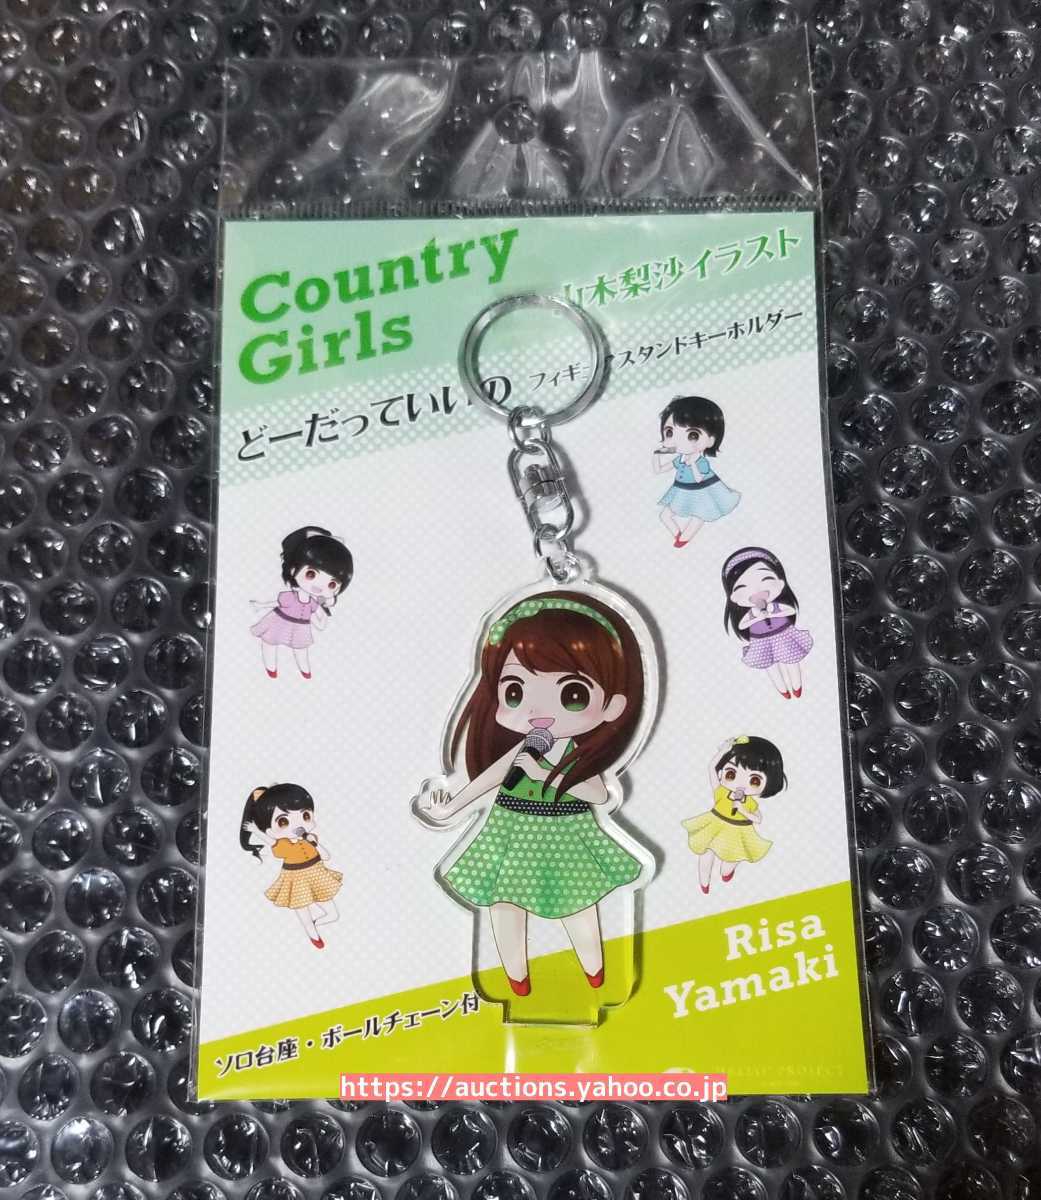 Country
Girls
山木梨沙イラスト
どーだっていいの
フィギュアスタンドキーホルダー
Risa
Yamaki
ソロ台座・ボールチェーン付
PROJECT
https://auctions.yahoo.co.jp